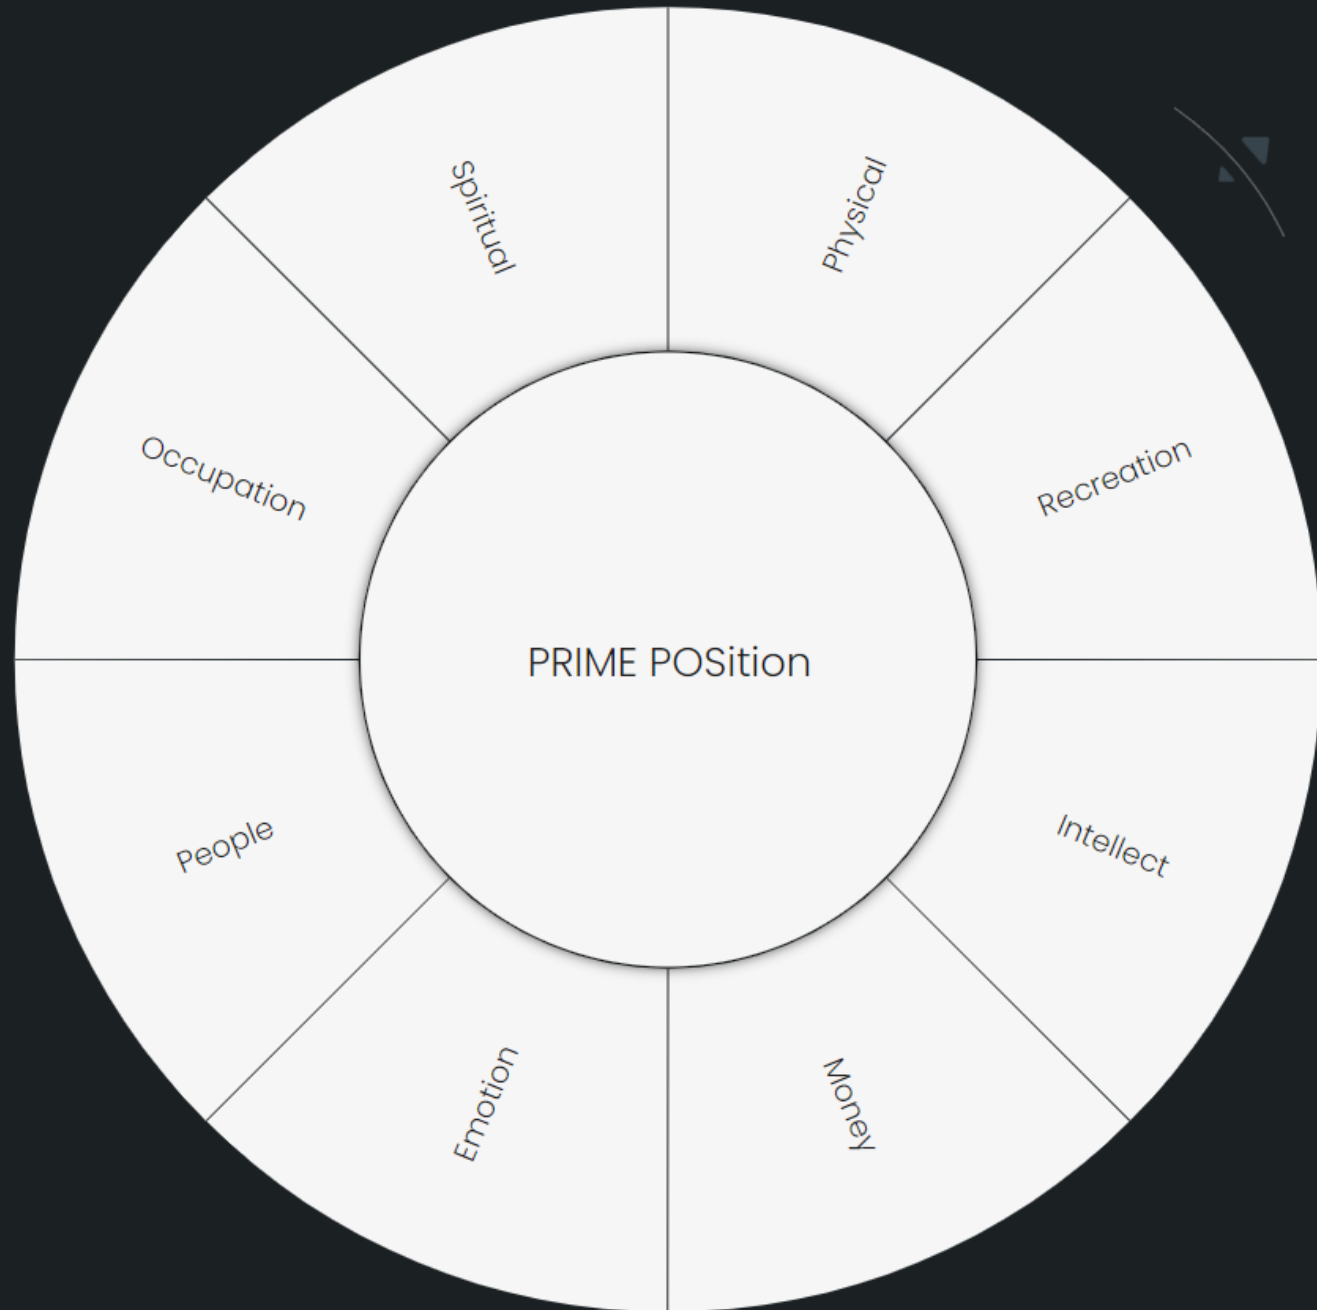 Spiritual
Physical
Occupation
Recreation
PRIME POSition
People
Intellect
Emotion
Money